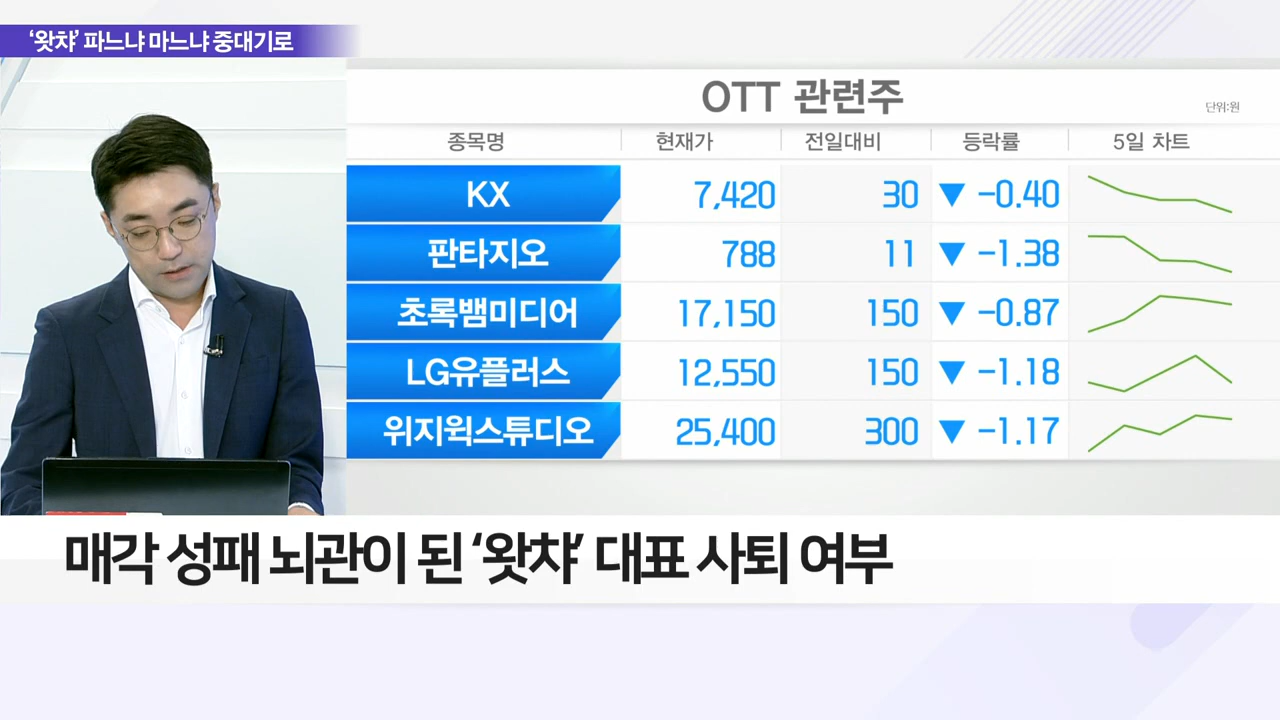 ‘왓챠’ 파느냐 마느냐 중대기로
OTT 관련주
단위:원
종목명 현재가 전일대비 등락률 5일 차트
KX 7,420 30 ▼ -0.40
판타지오 788 11 ▼ -1.38
초록뱀미디어 17,150 150 ▼ -0.87
LG유플러스 12,550 150 ▼ -1.18
위지윅스튜디오 25,400 300 ▼ -1.17
매각 성패 뇌관이 된 ‘왓챠’ 대표 사퇴 여부